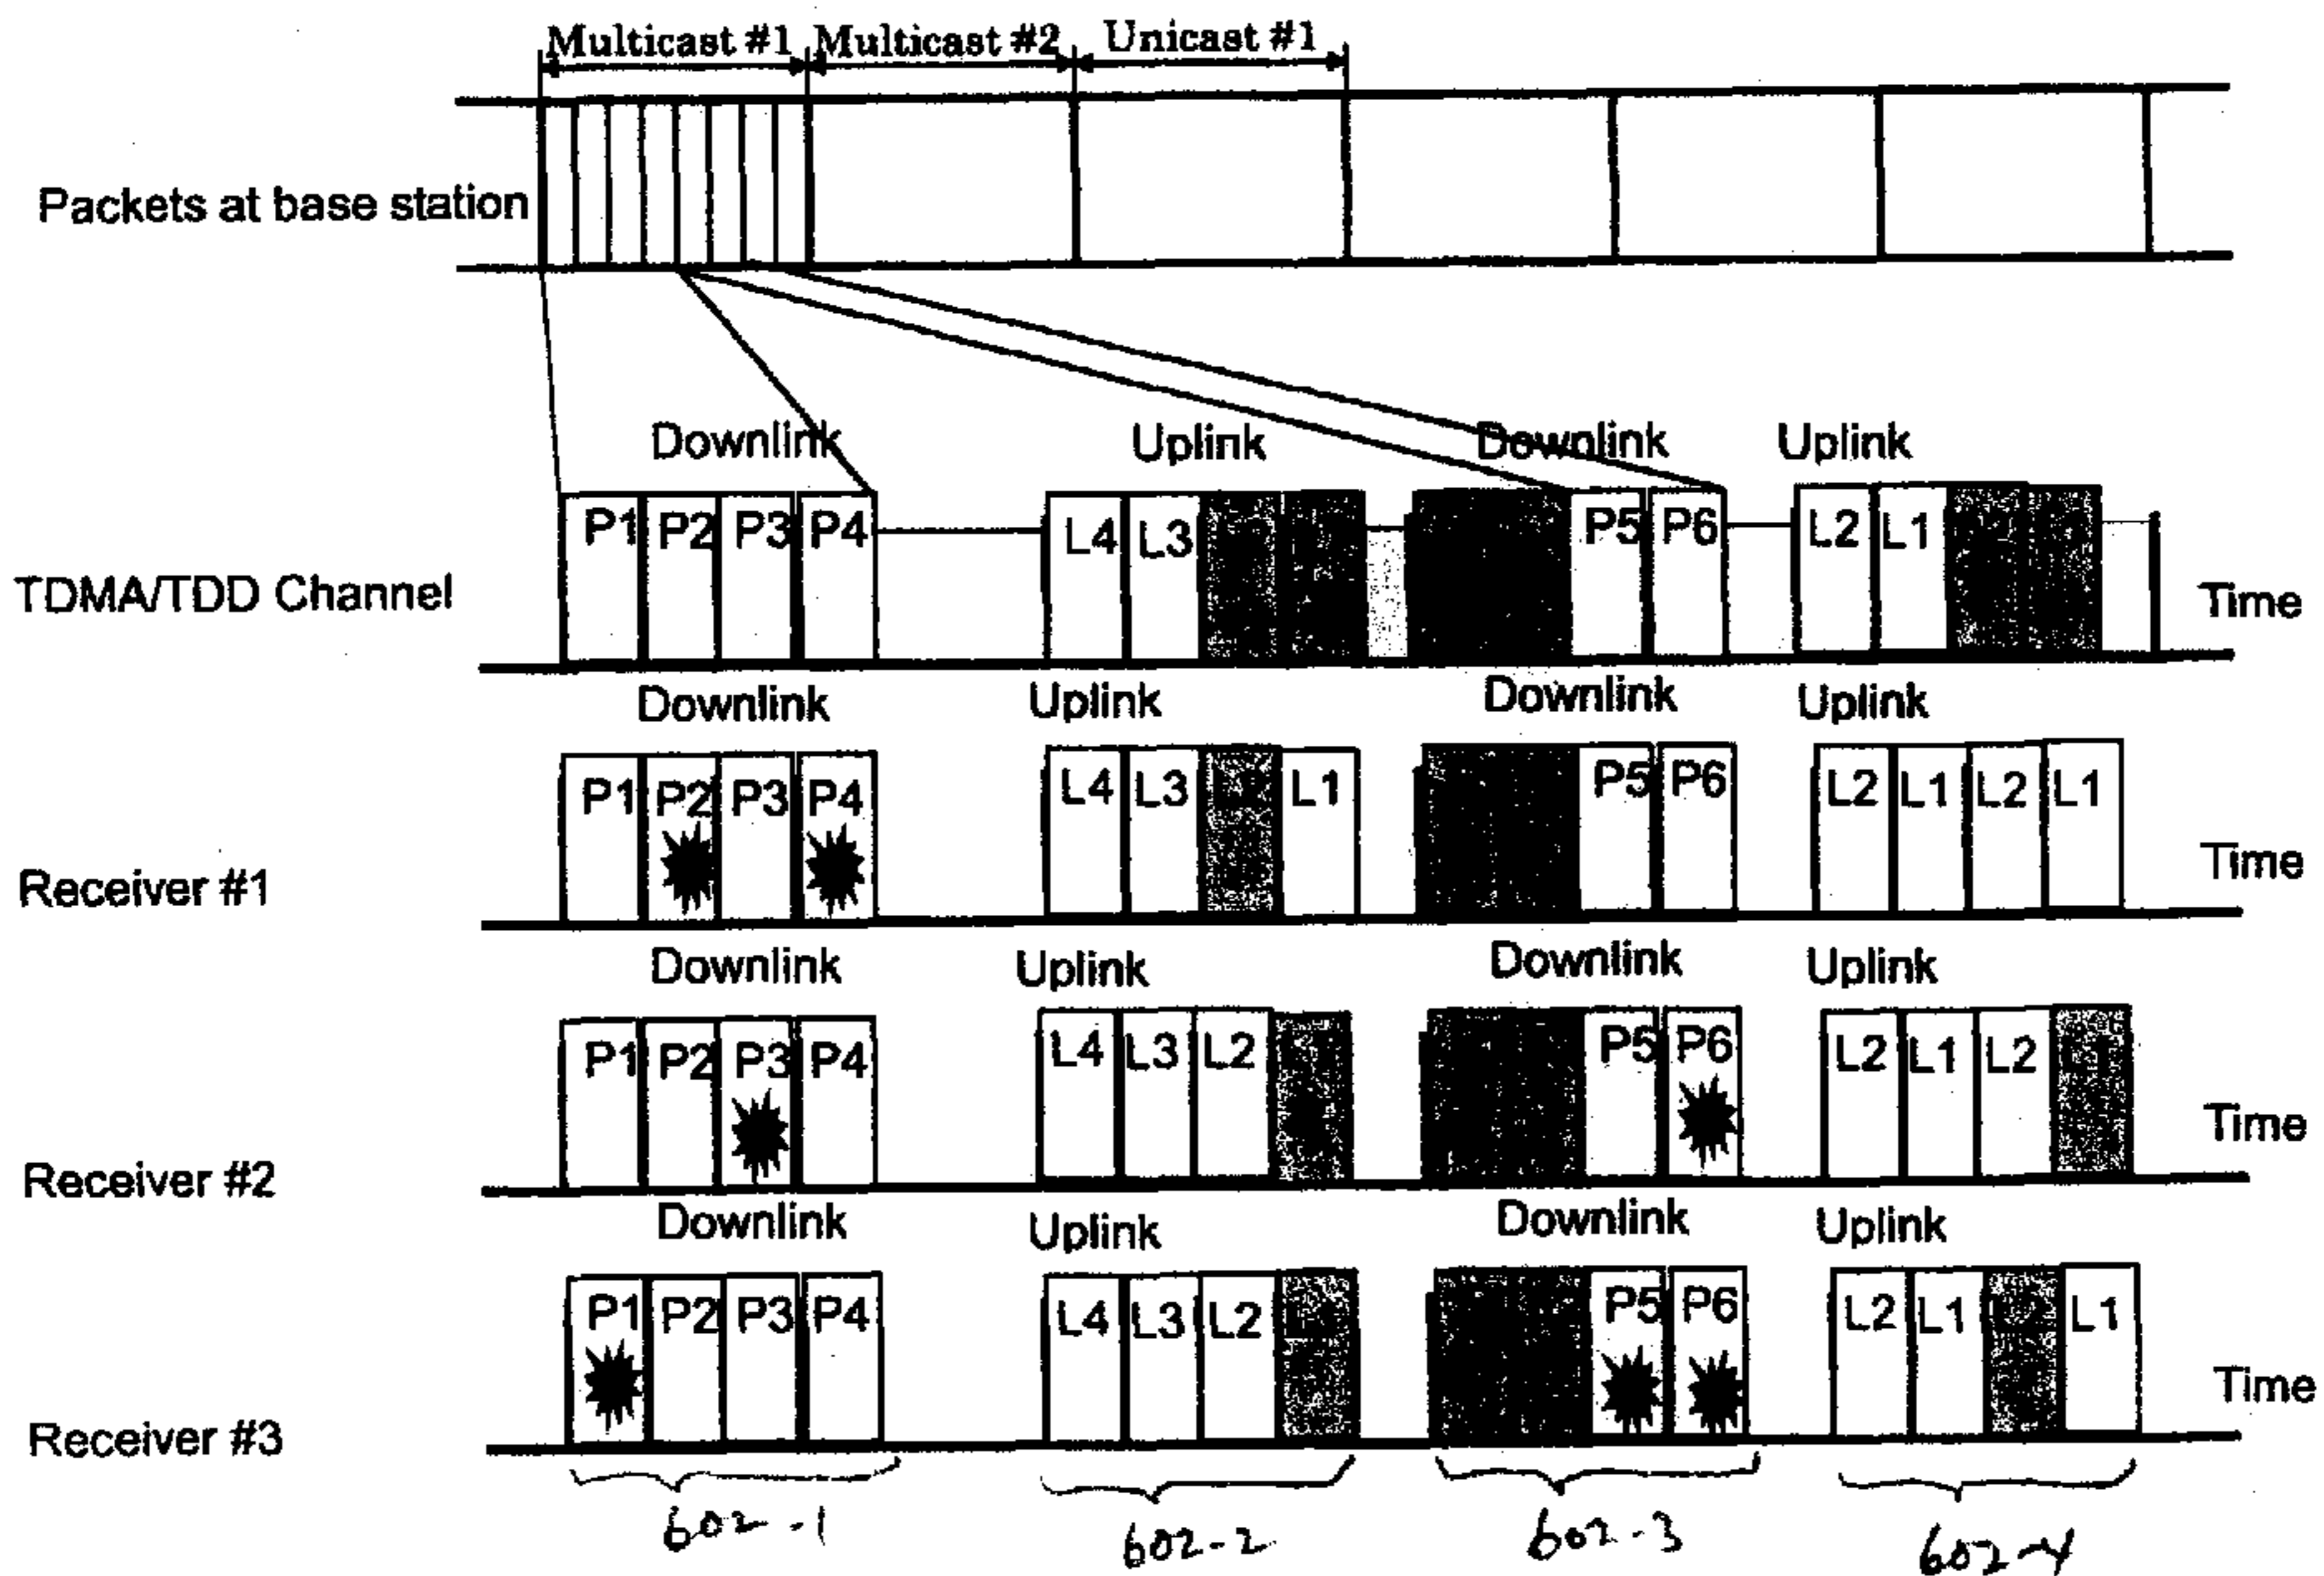 Multicast #1 Multicast #2 Unicast #1
Packets at base station
Downlink Uplink Downlink Uplink
P1 P2 P3 P4 L4 L3 P5 P6 L2 L1
TDMA/TDD Channel Time
Downlink Uplink Downlink Uplink
P1 P2 P3 P4 L4 L3 L1 P5 P6 L2 L1 L2 L1
Receiver #1 Time
Downlink Uplink Downlink Uplink
P1 P2 P3 P4 L4 L3 L2 P5 P6 L2 L1 L2
Receiver #2 Time
Downlink Uplink Downlink Uplink
P1 P2 P3 P4 L4 L3 L2 P5 P6 L2 L1 L1
Receiver #3 Time
602-1 602-2 602-3 602-4